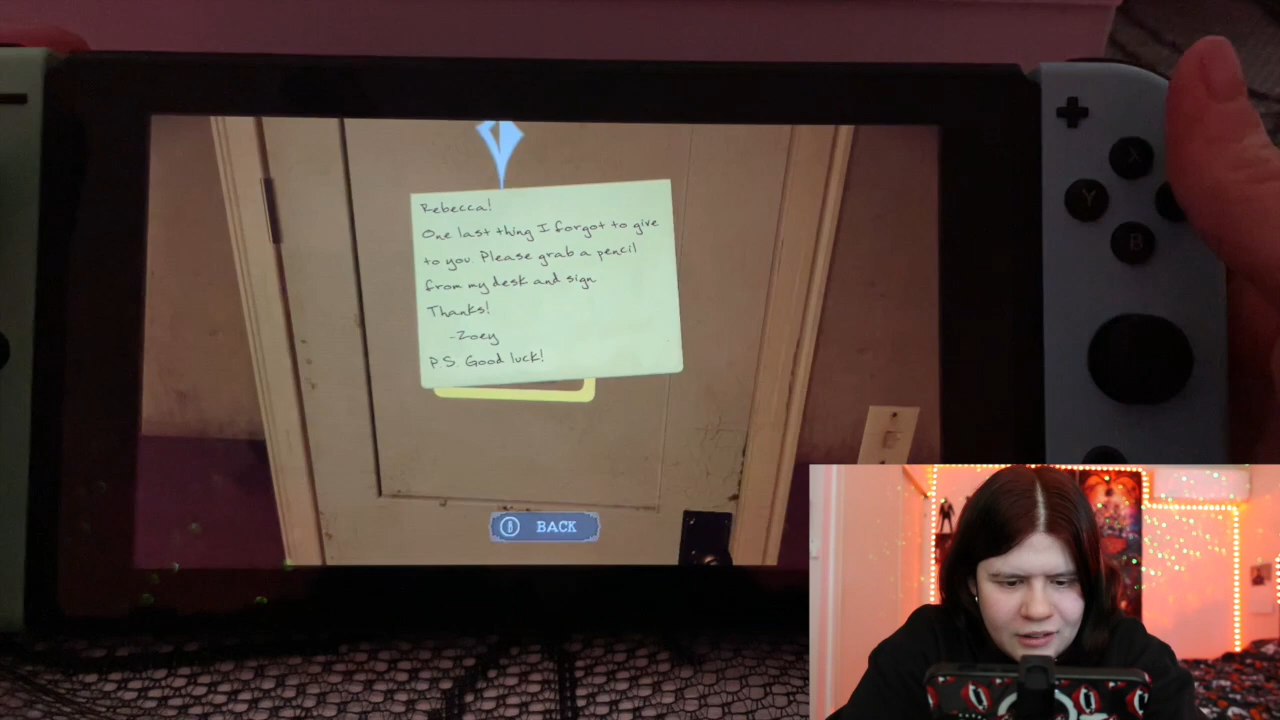 Rebecca!
One last thing I forgot to give
to you. Please grab a pencil
from my desk and sign
Thanks!
-Zoey
P.S. Good luck!
B BACK
X
Y
B